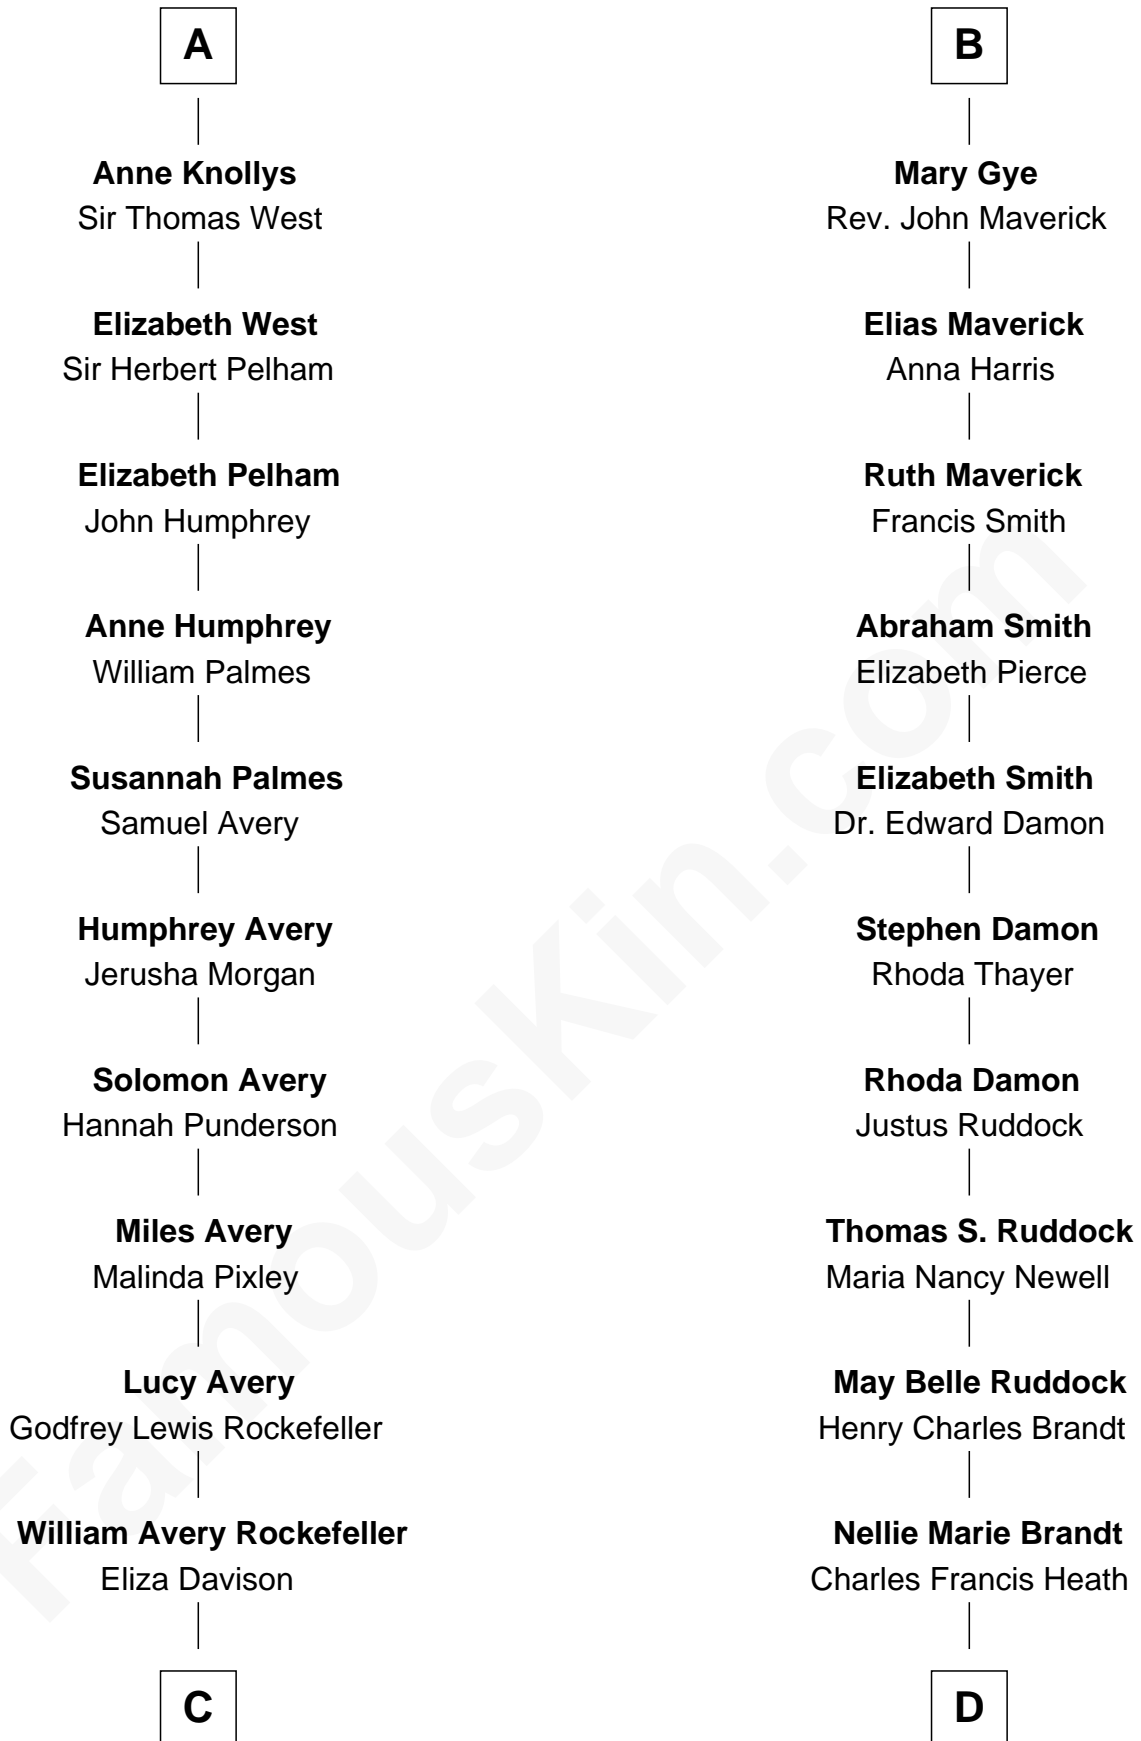 A
Anne Knollys
Sir Thomas West
Elizabeth West
Sir Herbert Pelham
Elizabeth Pelham
John Humphrey
Anne Humphrey
William Palmes
Susannah Palmes
Samuel Avery
Humphrey Avery
Jerusha Morgan
Solomon Avery
Hannah Punderson
Miles Avery
Malinda Pixley
Lucy Avery
Godfrey Lewis Rockefeller
William Avery Rockefeller
Eliza Davison
C
B
Mary Gye
Rev. John Maverick
Elias Maverick
Anna Harris
Ruth Maverick
Francis Smith
Abraham Smith
Elizabeth Pierce
Elizabeth Smith
Dr. Edward Damon
Stephen Damon
Rhoda Thayer
Rhoda Damon
Justus Ruddock
Thomas S. Ruddock
Maria Nancy Newell
May Belle Ruddock
Henry Charles Brandt
Nellie Marie Brandt
Charles Francis Heath
D
FamousKin.com